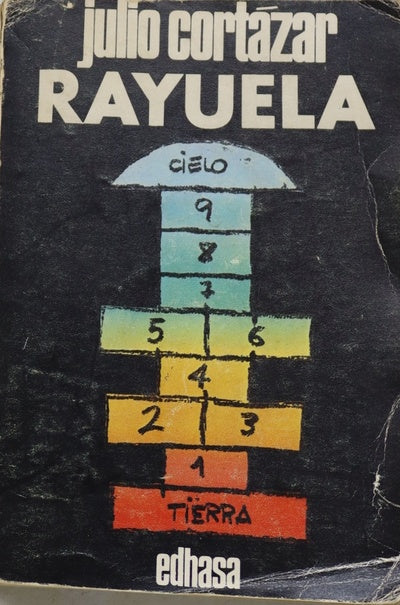 julio cortázar
RAYUELA
CIELO
9
8
7
5 6
4
2 3
1
TIERRA
edhasa